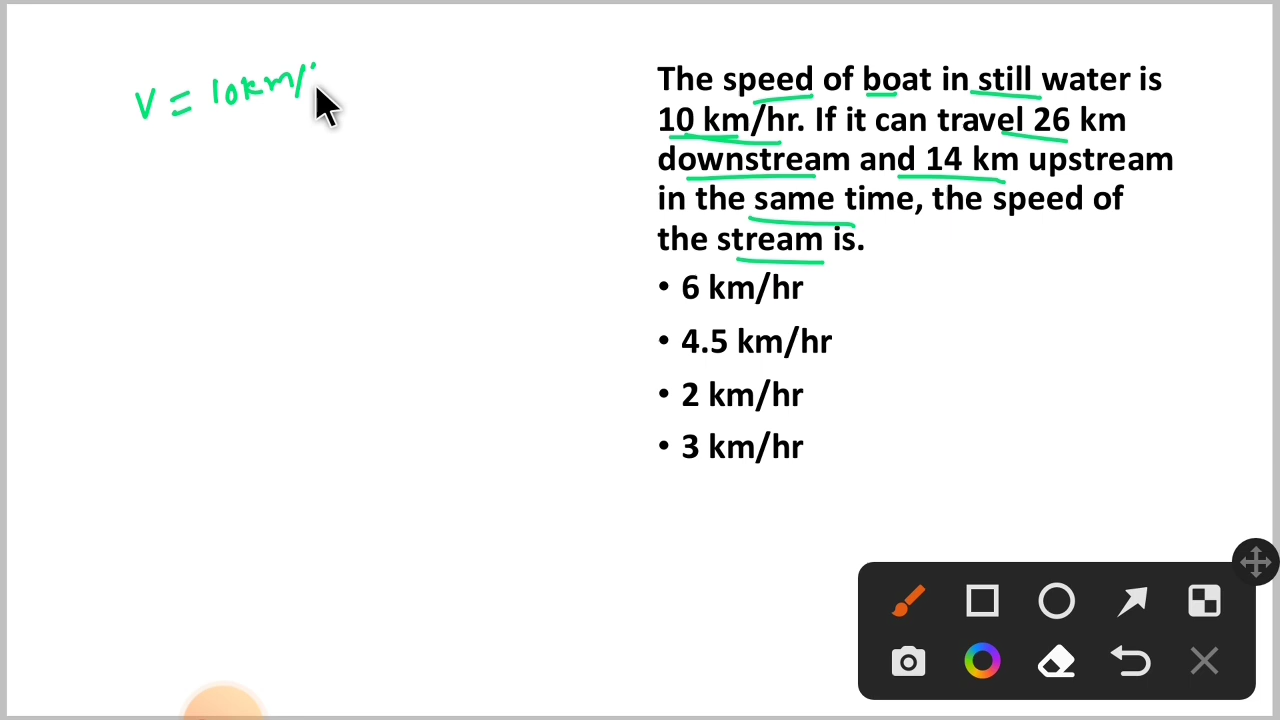 V = 10km/
The speed of boat in still water is
10 km/hr. If it can travel 26 km
downstream and 14 km upstream
in the same time, the speed of
the stream is.
• 6 km/hr
• 4.5 km/hr
• 2 km/hr
• 3 km/hr